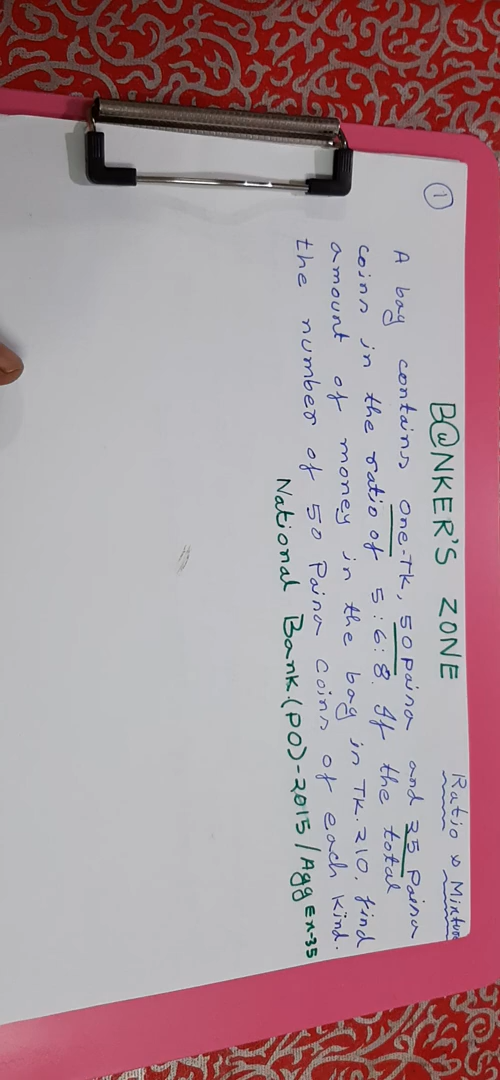 B@NKER'S ZONE
Ratio & Mixture
1
A bag contains one-Tk, 50 paisa and 25 paisa
coins in the ratio of 5:6:8. If the total
amount of money in the bag in TK. 210. find
the number of 50 Paisa coins of each kind.
National Bank.(PO)-2015/Agg Ex-35